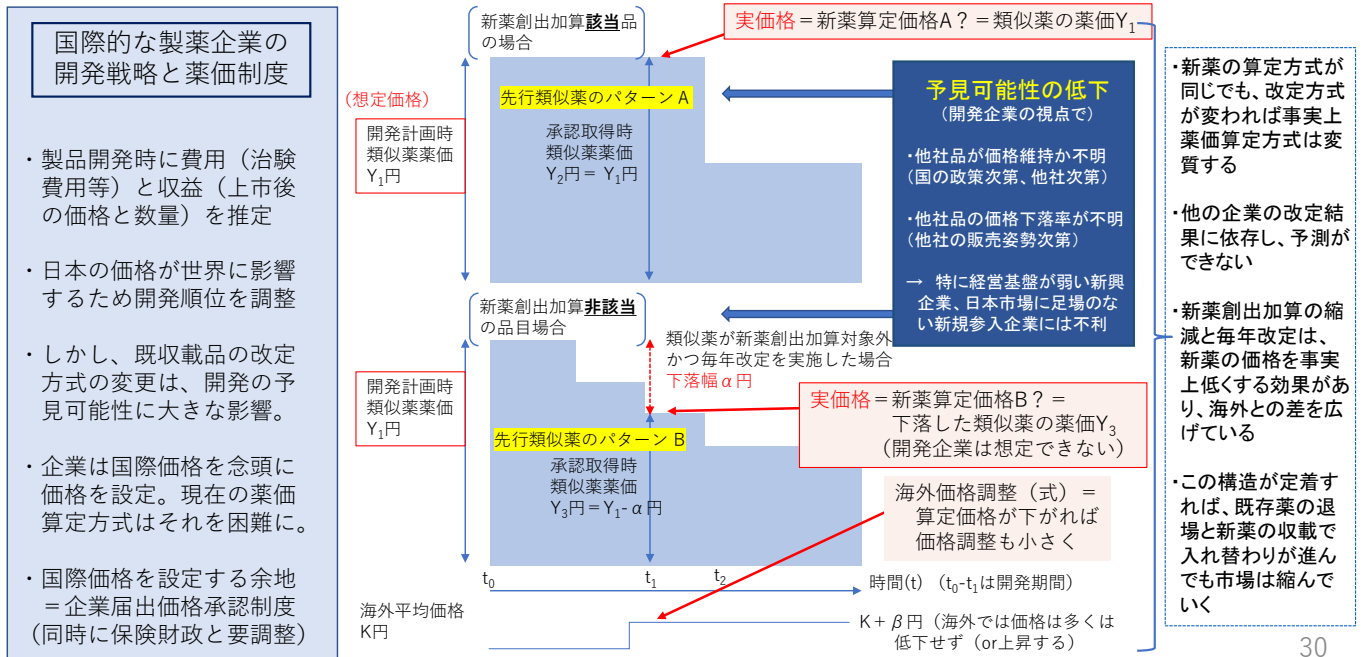 国際的な製薬企業の
開発戦略と薬価制度
・製品開発時に費用（治験
費用等）と収益（上市後
の価格と数量）を推定
・日本の価格が世界に影響
するため開発順位を調整
・しかし、既収載品の改定
方式の変更は、開発の予
見可能性に大きな影響。
・企業は国際価格を念頭に
価格を設定。現在の薬価
算定方式はそれを困難に。
・国際価格を設定する余地
＝企業届出価格承認制度
（同時に保険財政と要調整）
新薬創出加算該当品
の場合
実価格＝新薬算定価格A？＝類似薬の薬価Y₁
（想定価格）
開発計画時
類似薬薬価
Y₁円
先行類似薬のパターン A
承認取得時
類似薬薬価
Y₂円＝ Y₁円
予見可能性の低下
（開発企業の視点で）
・他社品が価格維持か不明
（国の政策次第、他社次第）
・他社品の価格下落率が不明
（他社の販売姿勢次第）
→ 特に経営基盤が弱い新興
企業、日本市場に足場のな
い新規参入企業には不利
新薬創出加算非該当
の品目場合
類似薬が新薬創出加算対象外
かつ毎年改定を実施した場合
下落幅α円
開発計画時
類似薬薬価
Y₁円
先行類似薬のパターン B
承認取得時
類似薬薬価
Y₃円＝Y₁- α円
実価格＝新薬算定価格B？＝
下落した類似薬の薬価Y₃
（開発企業は想定できない）
海外価格調整（式）＝
算定価格が下がれば
価格調整も小さく
t₀
t₁
t₂
時間(t)（t₀-t₁は開発期間）
海外平均価格
K円
K＋β円（海外では価格は多くは
低下せず（or上昇する）
・新薬の算定方式が
同じでも、改定方式
が変われば事実上
薬価算定方式は変
質する
・他の企業の改定結
果に依存し、予測が
できない
・新薬創出加算の縮
減と毎年改定は、
新薬の価格を事実
上低くする効果があ
り、海外との差を広
げている
・この構造が定着す
れば、既存薬の退
場と新薬の収載で
入れ替わりが進ん
でも市場は縮んで
いく
30